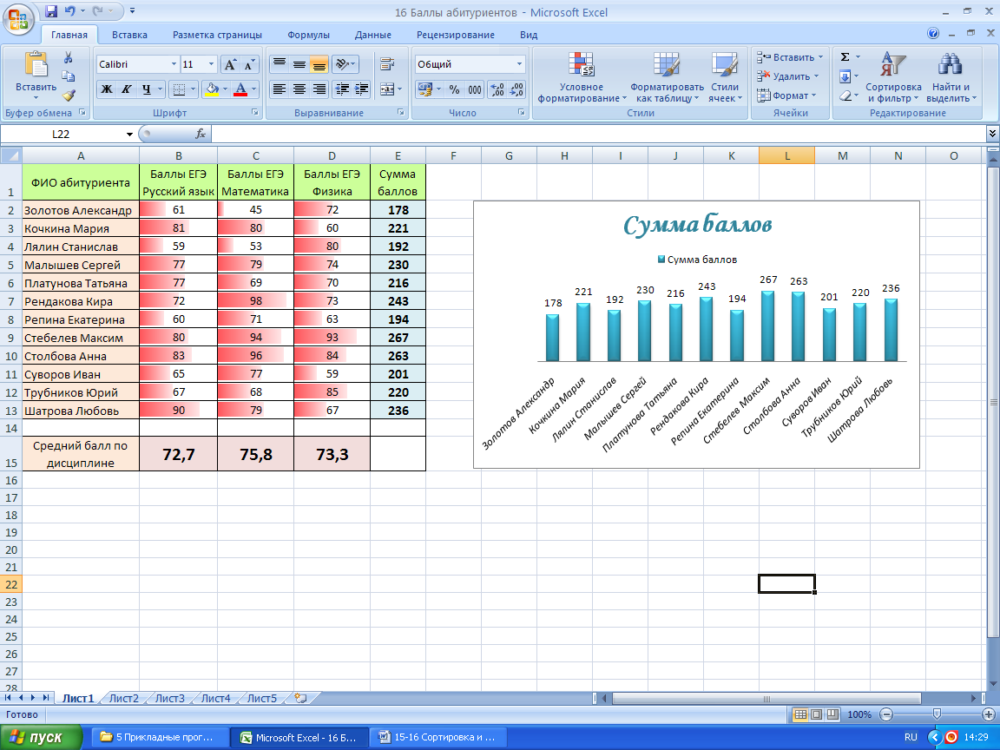 16 Баллы абитуриентов - Microsoft Excel
Главная Вставка Разметка страницы Формулы Данные Рецензирование Вид
Calibri 11 Общий Вставить
Вставить Ж К Ч % 000 Условное форматирование Форматировать как таблицу Стили ячеек Удалить Формат Сортировка и фильтр Найти и выделить
Буфер обмена Шрифт Выравнивание Число Стили Ячейки Редактирование
L22 fx
A B C D E F G H I J K L M N O
1 ФИО абитуриента Баллы ЕГЭ Русский язык Баллы ЕГЭ Математика Баллы ЕГЭ Физика Сумма баллов
2 Золотов Александр 61 45 72 178
3 Кочкина Мария 81 80 60 221
4 Лялин Станислав 59 53 80 192
5 Малышев Сергей 77 79 74 230
6 Платунова Татьяна 77 69 70 216
7 Рендакова Кира 72 98 73 243
8 Репина Екатерина 60 71 63 194
9 Стебелев Максим 80 94 93 267
10 Столбова Анна 83 96 84 263
11 Суворов Иван 65 77 59 201
12 Трубников Юрий 67 68 85 220
13 Шатрова Любовь 90 79 67 236
14
15 Средний балл по дисциплине 72,7 75,8 73,3
16
17
18
19
20
21
22
23
24
25
26
27
28
Сумма баллов
Сумма баллов
178 221 192 230 216 243 194 267 263 201 220 236
Золотов Александр
Кочкина Мария
Лялин Станислав
Малышев Сергей
Платунова Татьяна
Рендакова Кира
Репина Екатерина
Стебелев Максим
Столбова Анна
Суворов Иван
Трубников Юрий
Шатрова Любовь
Лист1 Лист2 Лист3 Лист4 Лист5
Готово 100%
пуск 5 Прикладные прог... Microsoft Excel - 16 Б... 15-16 Сортировка и ... RU 14:29